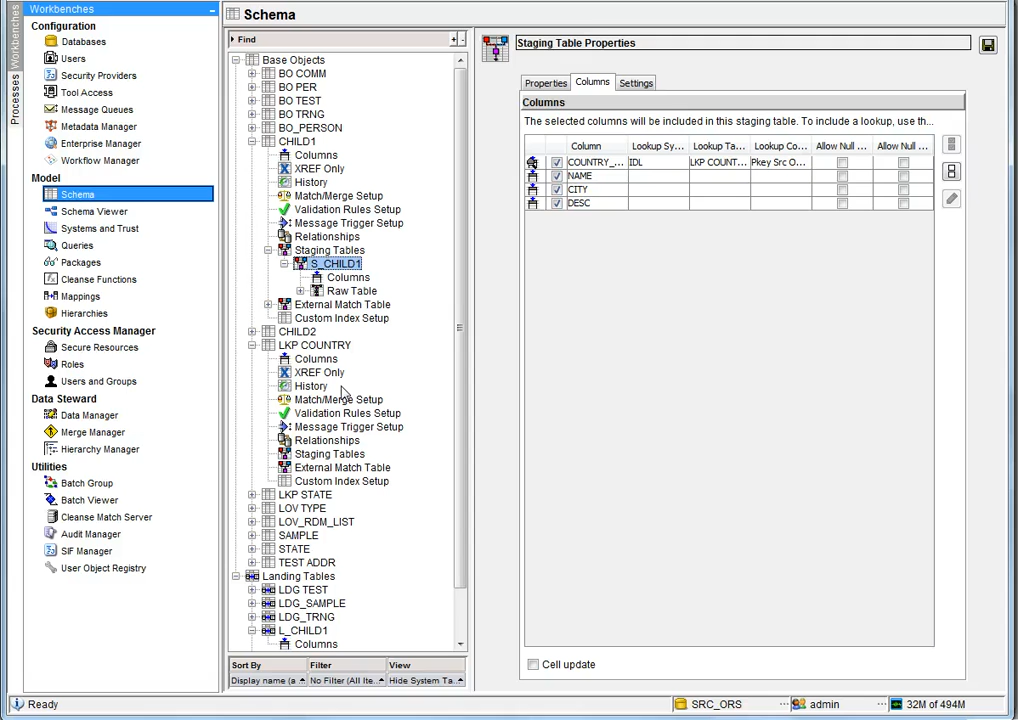 Workbenches
Processes
Workbenches
Configuration
Databases
Users
Security Providers
Tool Access
Message Queues
Metadata Manager
Enterprise Manager
Workflow Manager
Model
Schema
Schema Viewer
Systems and Trust
Queries
Packages
Cleanse Functions
Mappings
Hierarchies
Security Access Manager
Secure Resources
Roles
Users and Groups
Data Steward
Data Manager
Merge Manager
Hierarchy Manager
Utilities
Batch Group
Batch Viewer
Cleanse Match Server
Audit Manager
SIF Manager
User Object Registry
Schema
Find
Base Objects
BO COMM
BO PER
BO TEST
BO TRNG
BO_PERSON
CHILD1
Columns
XREF Only
History
Match/Merge Setup
Validation Rules Setup
Message Trigger Setup
Relationships
Staging Tables
S_CHILD1
Columns
Raw Table
External Match Table
Custom Index Setup
CHILD2
LKP COUNTRY
Columns
XREF Only
History
Match/Merge Setup
Validation Rules Setup
Message Trigger Setup
Relationships
Staging Tables
External Match Table
Custom Index Setup
LKP STATE
LOV TYPE
LOV_RDM_LIST
SAMPLE
STATE
TEST ADDR
Landing Tables
LDG TEST
LDG_SAMPLE
LDG_TRNG
L_CHILD1
Columns
Sort By Filter View
Display name (a No Filter (All Ite... Hide System Ta...
Staging Table Properties
Properties Columns Settings
Columns
The selected columns will be included in this staging table. To include a lookup, use th...
Column Lookup Sy... Lookup Ta... Lookup Co... Allow Null ... Allow Null ...
COUNTRY_... IDL LKP COUNT... Pkey Src O...
NAME
CITY
DESC
Cell update
Ready SRC_ORS admin 32M of 494M